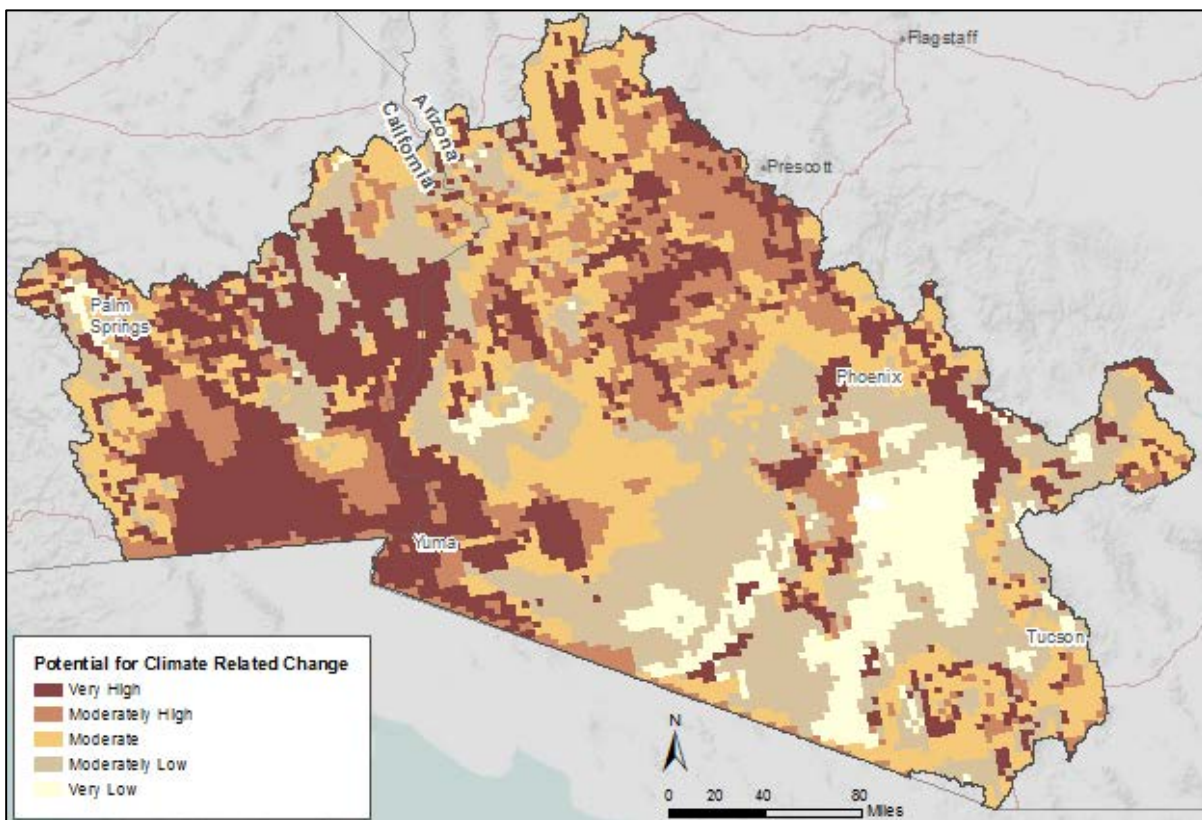 Flagstaff
Arizona
California
Prescott
Palm
Springs
Phoenix
Yuma
Tucson
Potential for Climate Related Change
Very High
Moderately High
Moderate
Moderately Low
Very Low
N
0 20 40 80
Miles